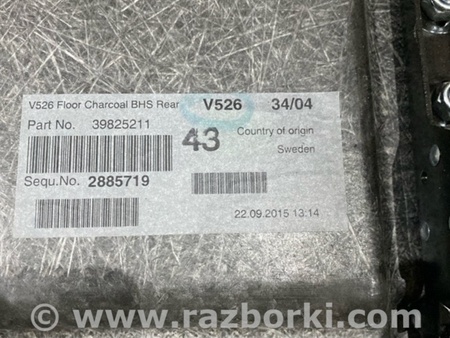 V526 Floor Charcoal BHS Rear V526 34/04
Part No. 39825211
43
Country of origin
Sweden
Sequ.No. 2885719
22.09.2015 13:14
© www.razborki.com/